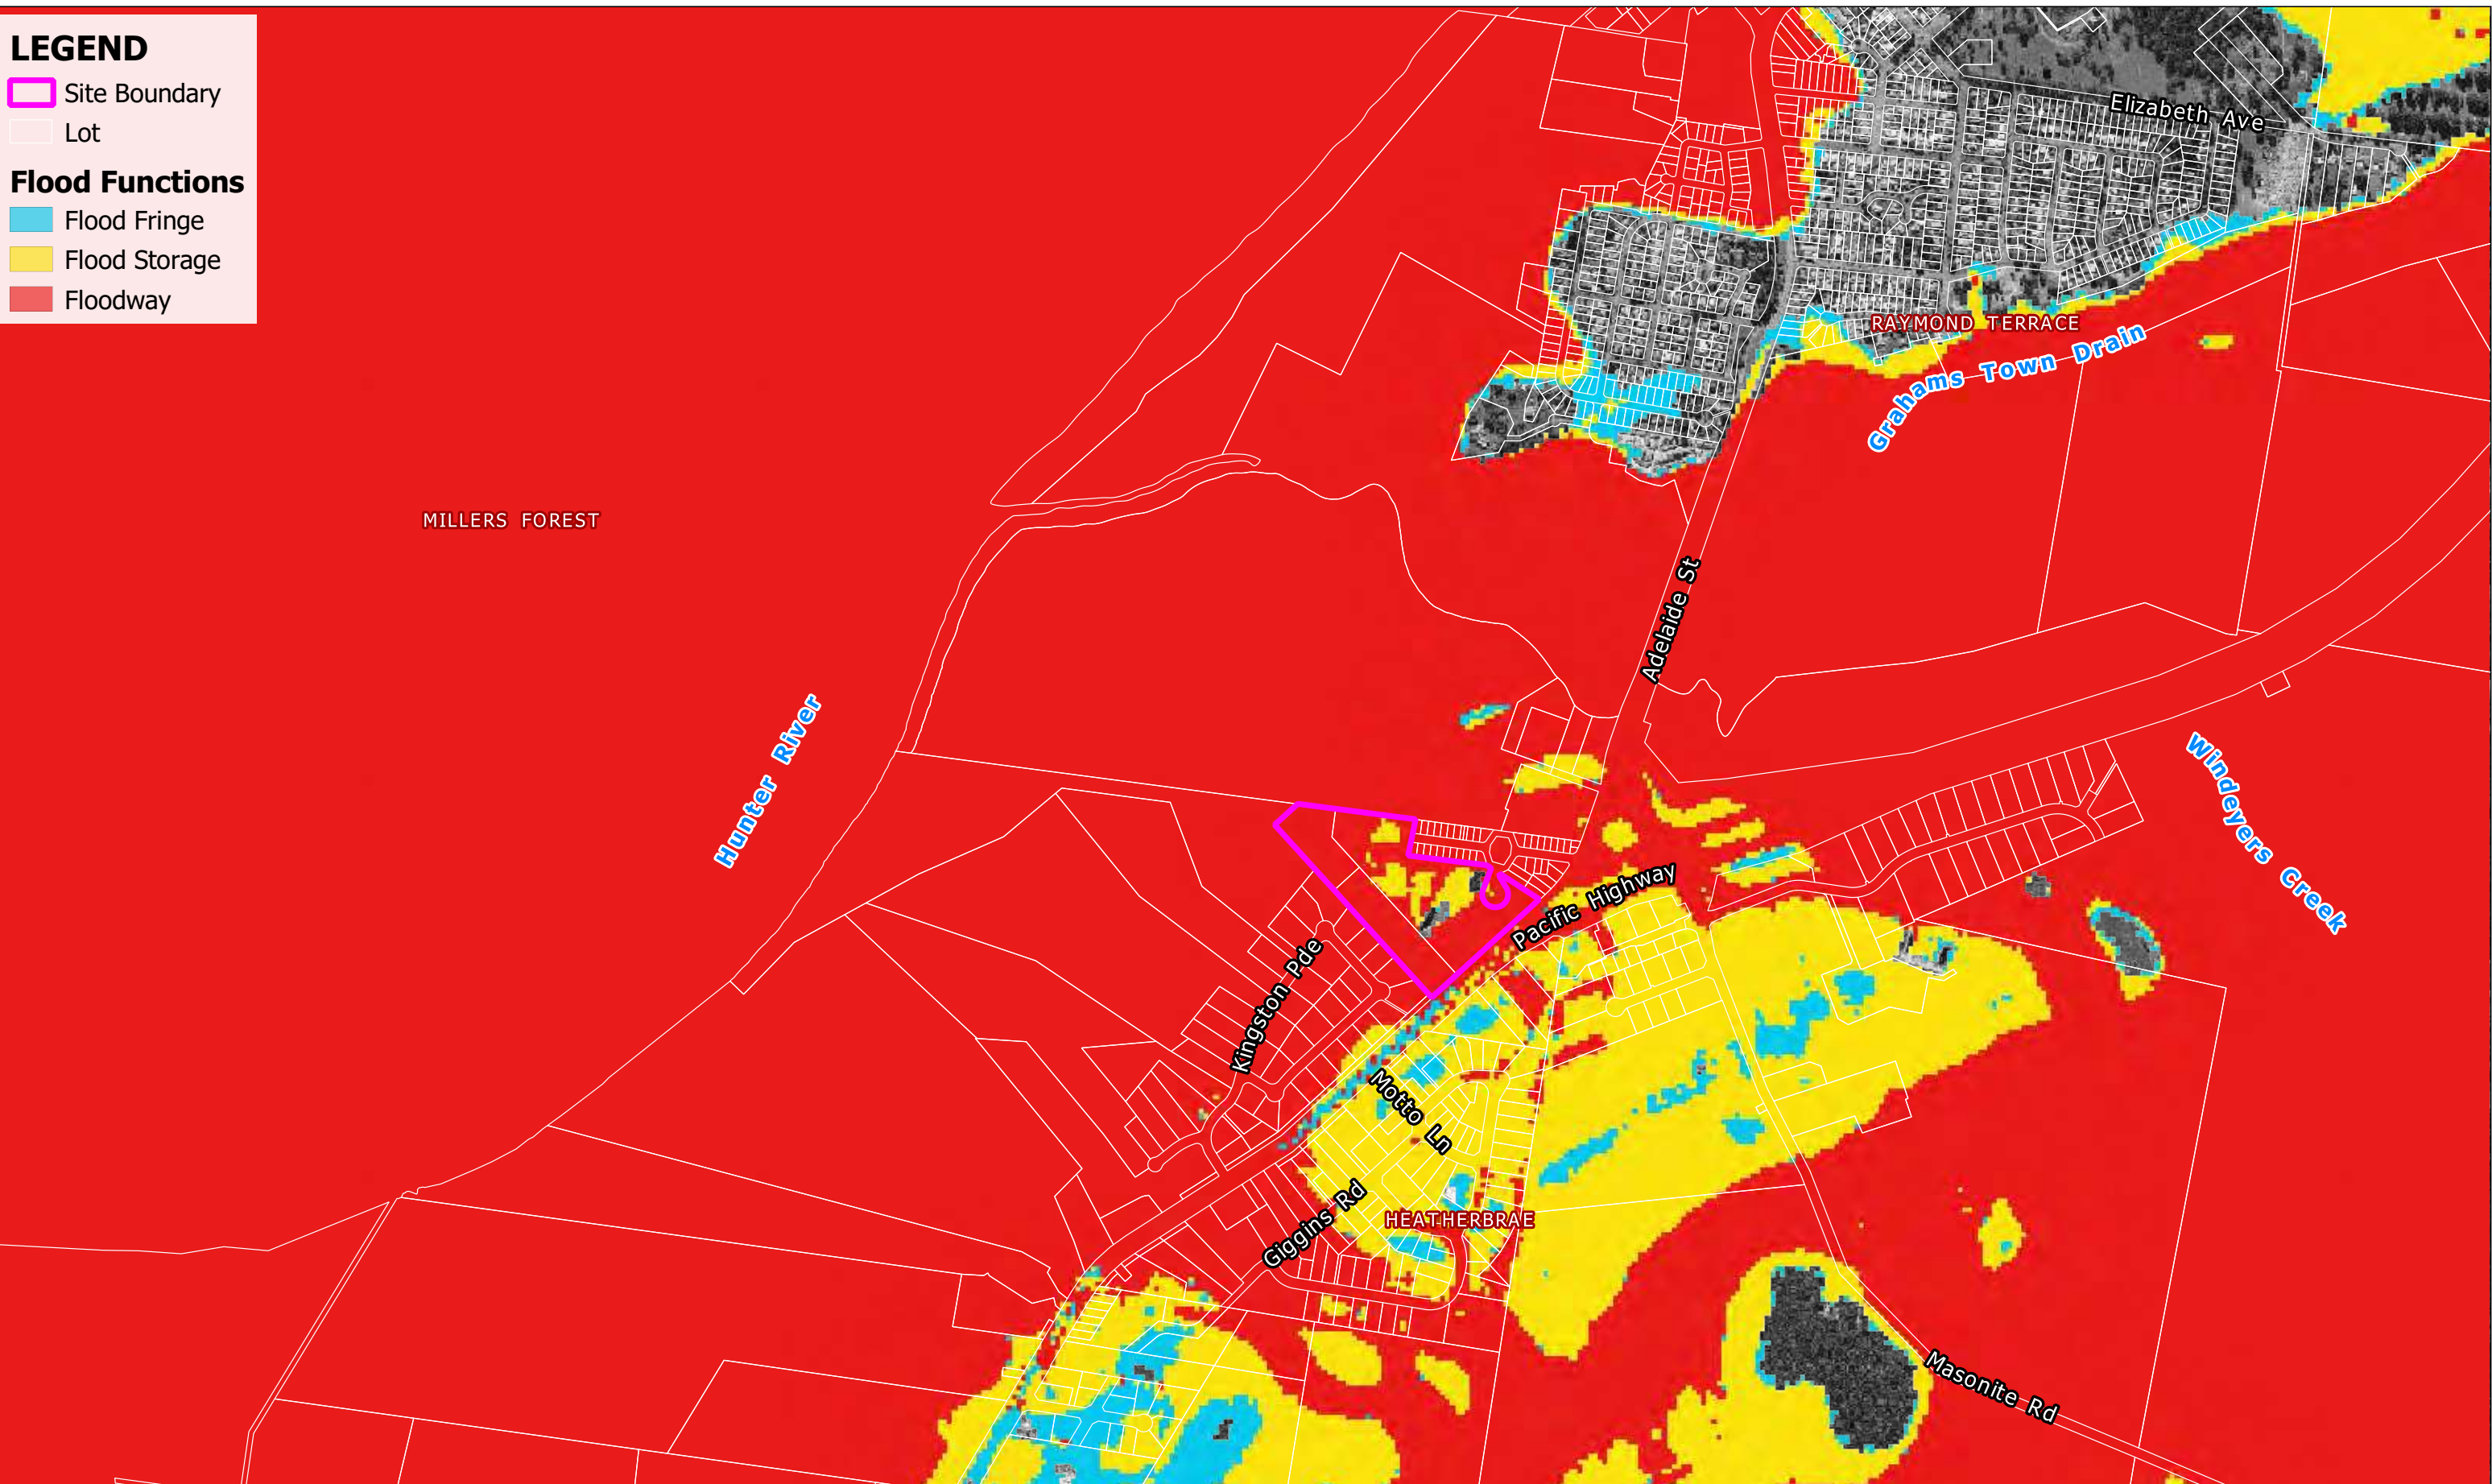 LEGEND
Site Boundary
Lot
Flood Functions
Flood Fringe
Flood Storage
Floodway
Elizabeth Ave
RAYMOND TERRACE
Grahams Town Drain
MILLERS FOREST
Adelaide St
Hunter River
Windeyers Creek
Pacific Highway
Kingston Pde
Motto Ln
Giggins Rd
HEATHERBRAE
Masonite Rd